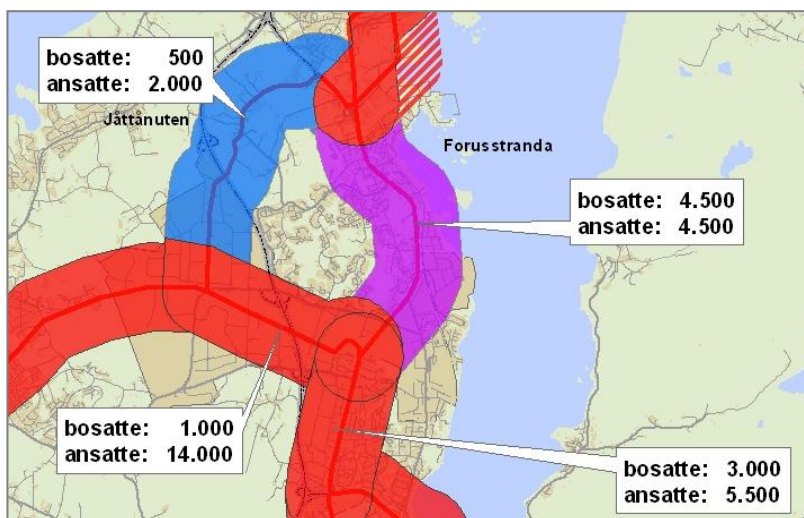 bosatte: 500
ansatte: 2.000
Jåttånuten
Forusstranda
bosatte: 4.500
ansatte: 4.500
bosatte: 1.000
ansatte: 14.000
bosatte: 3.000
ansatte: 5.500